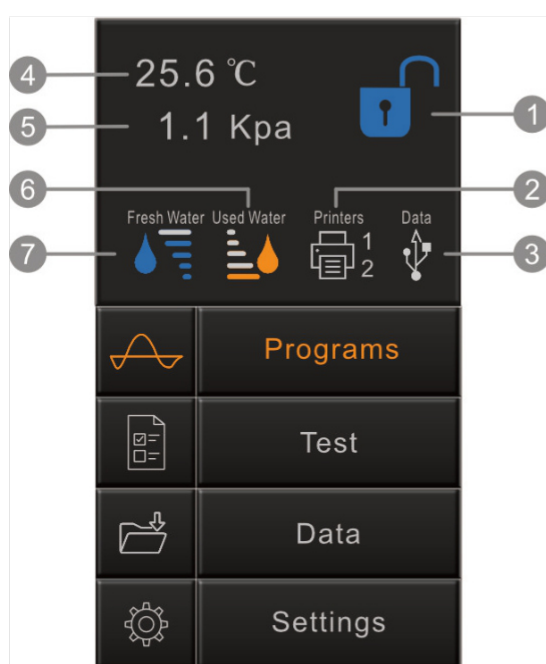 4
25.6 ℃
1
5
1.1 Kpa
6
2
Fresh Water
Used Water
Printers
Data
7
1
2
3
Programs
Test
Data
Settings